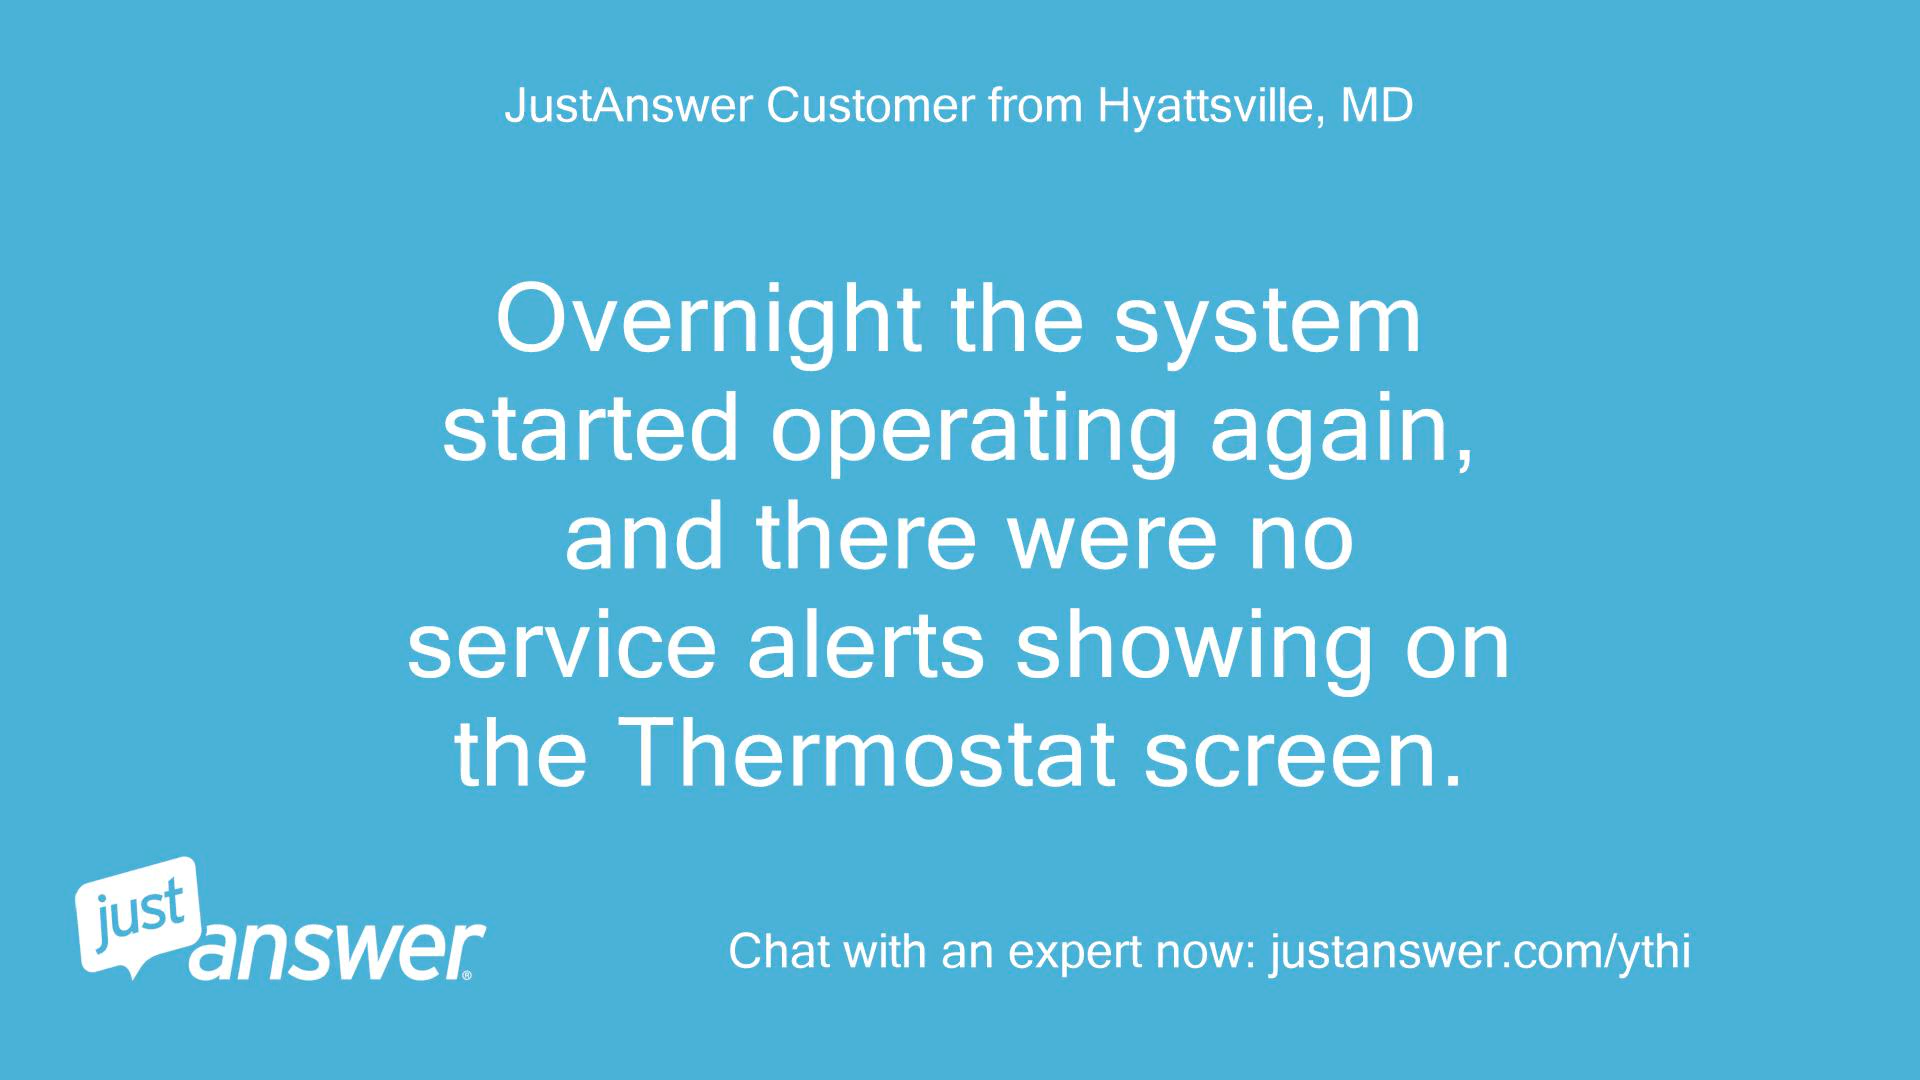 JustAnswer Customer from Hyattsville, MD
Overnight the system
started operating again,
and there were no
service alerts showing on
the Thermostat screen.
just
answer®
Chat with an expert now: justanswer.com/ythi